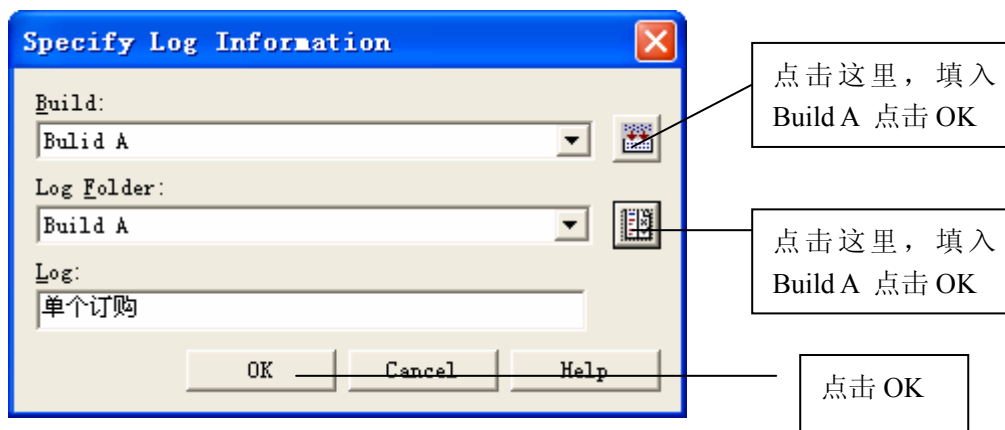 Specify Log Information
Build:
Bulid A
点击这里，填入
Build A 点击 OK
Log Folder:
Build A
点击这里，填入
Build A 点击 OK
Log:
单个订购
OK
Cancel
Help
点击 OK